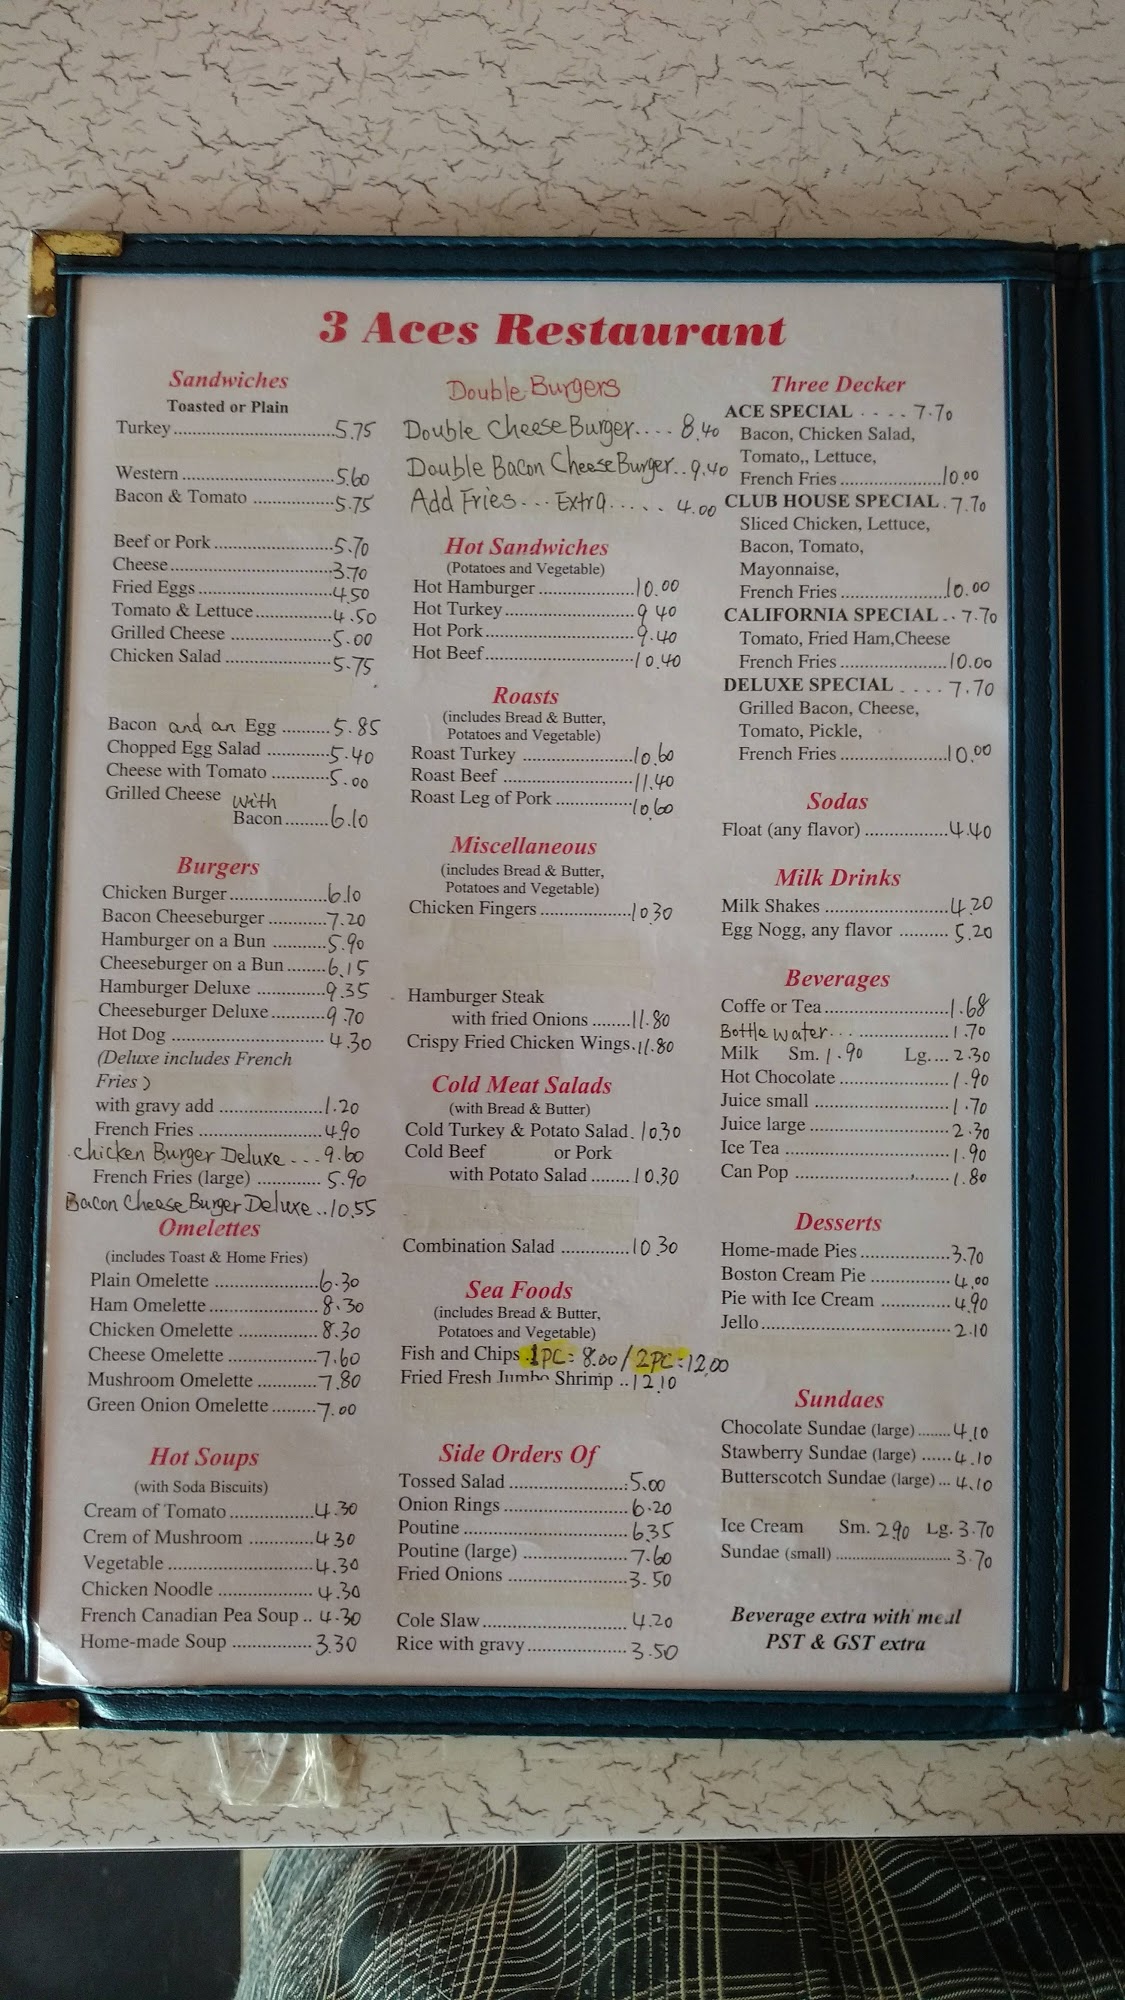 3 Aces Restaurant
Sandwiches
Toasted or Plain
Turkey..............................5.75
Western ...........................5.60
Bacon & Tomato ..............5.75
Beef or Pork......................5.70
Cheese..............................3.70
Fried Eggs ........................4.50
Tomato & Lettuce..............4.50
Grilled Cheese ..................5.00
Chicken Salad ...................5.75
Bacon and an Egg ..........5.85
Chopped Egg Salad ...........5.40
Cheese with Tomato ...........5.00
Grilled Cheese with
Bacon.........6.10
Burgers
Chicken Burger..................6.10
Bacon Cheeseburger ...........7.20
Hamburger on a Bun ..........5.90
Cheeseburger on a Bun .......6.15
Hamburger Deluxe .............9.35
Cheeseburger Deluxe...........9.70
Hot Dog ............................4.30
(Deluxe includes French
Fries)
with gravy add ...................1.20
French Fries ......................4.90
chicken Burger Deluxe...9.60
French Fries (large) ............5.90
Bacon Cheese Burger Deluxe..10.55
Omelettes
(includes Toast & Home Fries)
Plain Omelette ...................6.30
Ham Omelette ....................8.30
Chicken Omelette ...............8.30
Cheese Omelette .................7.60
Mushroom Omelette ............7.80
Green Onion Omelette .........7.00
Hot Soups
(with Soda Biscuits)
Cream of Tomato.................4.30
Crem of Mushroom .............4.30
Vegetable ...........................4.30
Chicken Noodle ..................4.30
French Canadian Pea Soup ..4.30
Home-made Soup ...............3.30
Double Burgers
Double Cheese Burger.... 8.40
Double Bacon Cheese Burger..9.40
Add Fries...Extra..... 4.00
Hot Sandwiches
(Potatoes and Vegetable)
Hot Hamburger ..................10.00
Hot Turkey.........................9.40
Hot Pork............................9.40
Hot Beef............................10.40
Roasts
(includes Bread & Butter,
Potatoes and Vegetable)
Roast Turkey .....................10.60
Roast Beef .........................11.40
Roast Leg of Pork ...............10.60
Miscellaneous
(includes Bread & Butter,
Potatoes and Vegetable)
Chicken Fingers..................10.30
Hamburger Steak
with fried Onions ........11.80
Crispy Fried Chicken Wings.11.80
Cold Meat Salads
(with Bread & Butter)
Cold Turkey & Potato Salad.10.30
Cold Beef or Pork
with Potato Salad ........10.30
Combination Salad ..............10.30
Sea Foods
(includes Bread & Butter,
Potatoes and Vegetable)
Fish and Chips 1PC=8.00/2PC=12.00
Fried Fresh Jumbo Shrimp ..12.10
Side Orders Of
Tossed Salad ......................5.00
Onion Rings .......................6.20
Poutine ..............................6.35
Poutine (large) ...................7.60
Fried Onions ......................3.50
Cole Slaw...........................4.20
Rice with gravy...................3.50
Three Decker
ACE SPECIAL ....7.70
Bacon, Chicken Salad,
Tomato,, Lettuce,
French Fries ....................10.00
CLUB HOUSE SPECIAL.7.70
Sliced Chicken, Lettuce,
Bacon, Tomato,
Mayonnaise,
French Fries ....................10.00
CALIFORNIA SPECIAL..7.70
Tomato, Fried Ham,Cheese
French Fries ....................10.00
DELUXE SPECIAL ....7.70
Grilled Bacon, Cheese,
Tomato, Pickle,
French Fries ....................10.00
Sodas
Float (any flavor) ................4.40
Milk Drinks
Milk Shakes .......................4.20
Egg Nogg, any flavor ..........5.20
Beverages
Coffe or Tea.......................1.68
Bottle water..................1.70
Milk Sm. 1.90 Lg.... 2.30
Hot Chocolate .....................1.90
Juice small .........................1.70
Juice large ..........................2.30
Ice Tea ...............................1.90
Can Pop .............................1.80
Desserts
Home-made Pies .................3.70
Boston Cream Pie ...............4.00
Pie with Ice Cream .............4.90
Jello...................................2.10
Sundaes
Chocolate Sundae (large) .......4.10
Stawberry Sundae (large) ......4.10
Butterscotch Sundae (large)...4.10
Ice Cream Sm. 2.90 Lg. 3.70
Sundae (small) .......................3.70
Beverage extra with meal
PST & GST extra